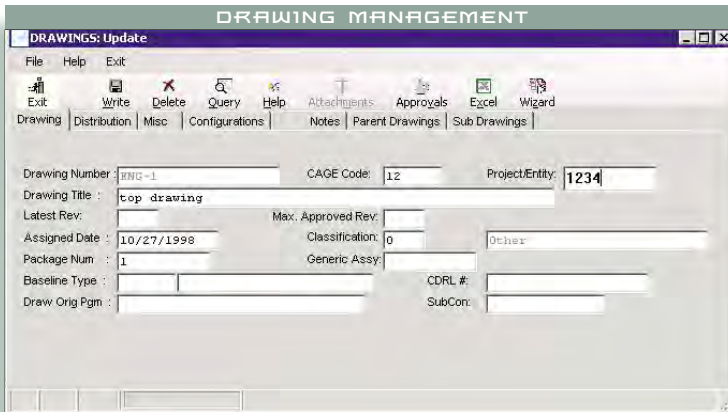 DRAWING MANAGEMENT
DRAWINGS: Update
File Help Exit
Exit Write Delete Query Help Attachments Approvals Excel Wizard
Drawing Distribution Misc Configurations Notes Parent Drawings Sub Drawings
Drawing Number : ENG-1 CAGE Code: 12 Project/Entity: 1234
Drawing Title : top drawing
Latest Rev: Max. Approved Rev:
Assigned Date : 10/27/1998 Classification: 0 Other
Package Num : 1 Generic Assy:
Baseline Type : CDRL #:
Draw Orig Pgm : SubCon: